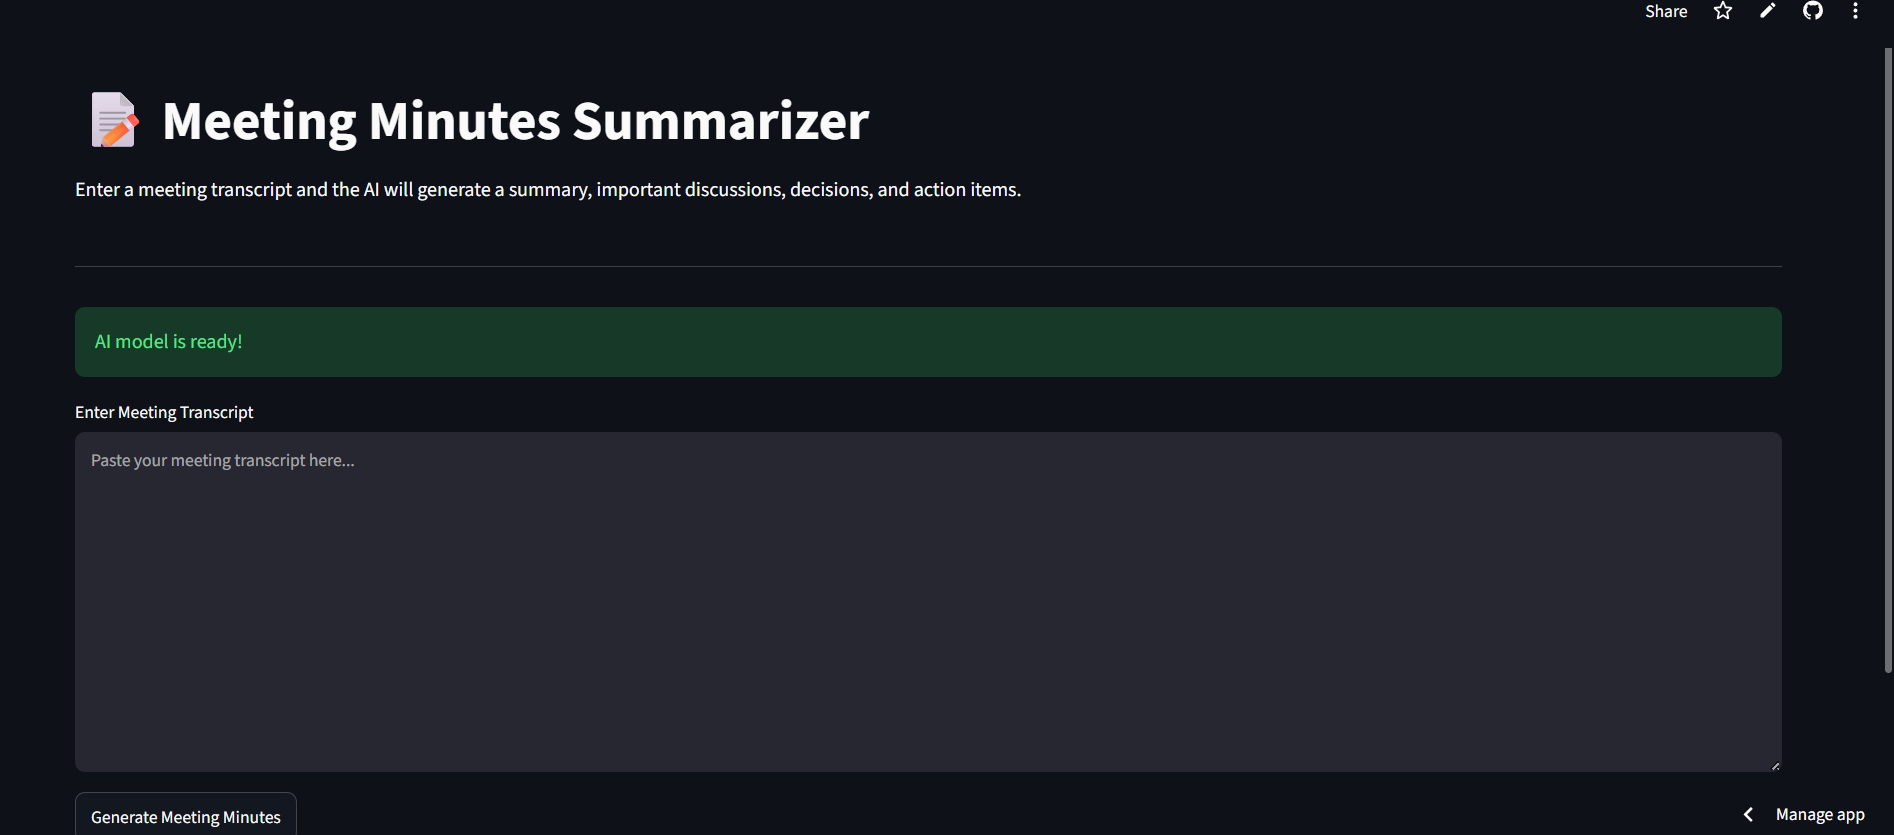 Share
Meeting Minutes Summarizer
Enter a meeting transcript and the AI will generate a summary, important discussions, decisions, and action items.
AI model is ready!
Enter Meeting Transcript
Paste your meeting transcript here...
Generate Meeting Minutes
Manage app